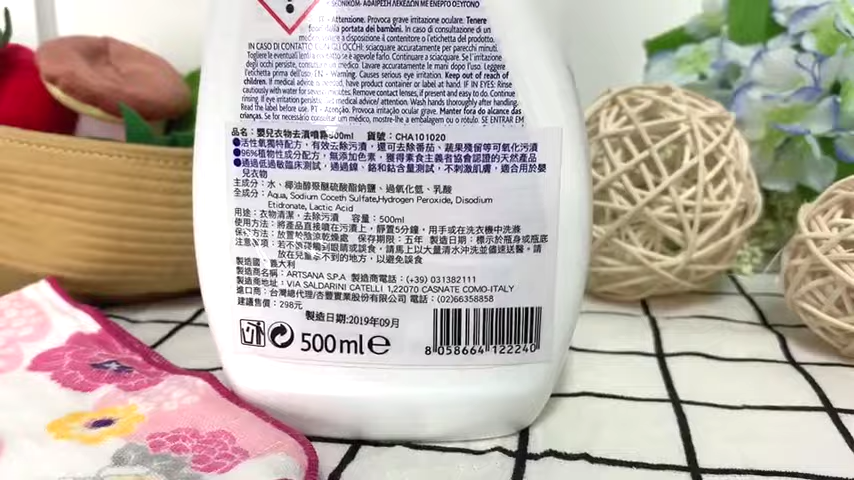 ΦΟΝΙΚΟΜ- ΑΦΑΙΡΕΣΗ ΛΕΚΕΔΩΝ ΜΕ ΕΝΕΡΓΟ ΟΞΥΓΟΝΟ
IT - Attenzione. Provoca grave irritazione oculare. Tenere
fuori dalla portata dei bambini. In caso di consultazione di un
medico, tenere a disposizione il contenitore o l'etichetta del prodotto.
IN CASO DI CONTATTO CON GLI OCCHI: sciacquare accuratamente per parecchi minuti.
Togliere le eventuali lenti a contatto se è agevole farlo. Continuare a sciacquare. Se l'irritazione
degli occhi persiste, consultare un medico. Lavare accuratamente le mani dopo l'uso. Leggere
l'etichetta prima dell'uso. EN - Warning. Causes serious eye irritation. Keep out of reach of
children. If medical advice is needed, have product container or label at hand. IF IN EYES: Rinse
cautiously with water for several minutes. Remove contact lenses, if present and easy to do. Continue
rinsing. If eye irritation persists: Get medical advice/ attention. Wash hands thoroughly after handling.
Read the label before use. PT - Atenção. Provoca irritação ocular grave. Manter fora do alcance das
crianças. Se for necessário consultar um médico, mostre-lhe a embalagem ou o rótulo. SE ENTRAR EM
品名:嬰兒衣物去漬噴霧500ml 貨號:CHA101020
●活性氧獨特配方,有效去除污漬,還可去除番茄、蔬果殘留等可氧化污漬
●96%植物性成分配方,無添加色素,獲得素食主義者協會認證的天然產品
●通過低過敏臨床測試,通過鎳、鉻和鈷含量測試,不刺激肌膚,適合用於嬰
兒衣物
主成分:水、椰油醇聚醚硫酸酯鈉鹽、過氧化氫、乳酸
全成分:Aqua, Sodium Coceth Sulfate,Hydrogen Peroxide, Disodium
Etidronate, Lactic Acid
用途:衣物清潔,去除污漬 容量:500ml
使用方法:將產品直接噴在污漬上,靜置5分鐘,用手或在洗衣機中洗滌
保存方法:放置於陰涼乾燥處 保存期限:五年 製造日期:標示於瓶身或瓶底
注意事項:若不慎噴到眼睛或誤食,請馬上以大量清水沖洗並儘速送醫。請
放在兒童拿不到的地方,以避免誤食
製造國:義大利
製造商名稱:ARTSANA S.P.A 製造商電話:(+39) 031382111
製造商地址:VIA SALDARINI CATELLI 1,22070 CASNATE COMO-ITALY
進口商:台灣總代理/杏豐實業股份有限公司 電話:(02)66358858
建議售價:298元
製造日期:2019年09月
500ml℮
8 058664 122240